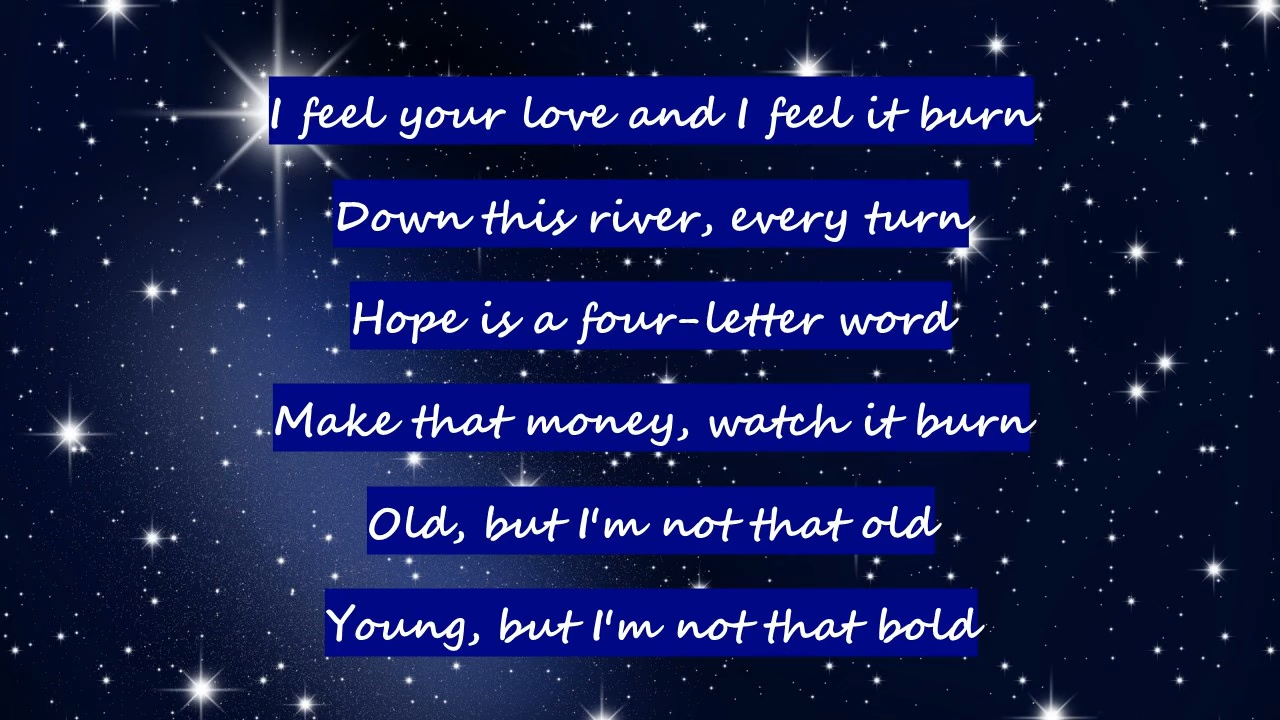 I feel your love and I feel it burn
Down this river, every turn
Hope is a four-letter word
Make that money, watch it burn
Old, but I'm not that old
Young, but I'm not that bold